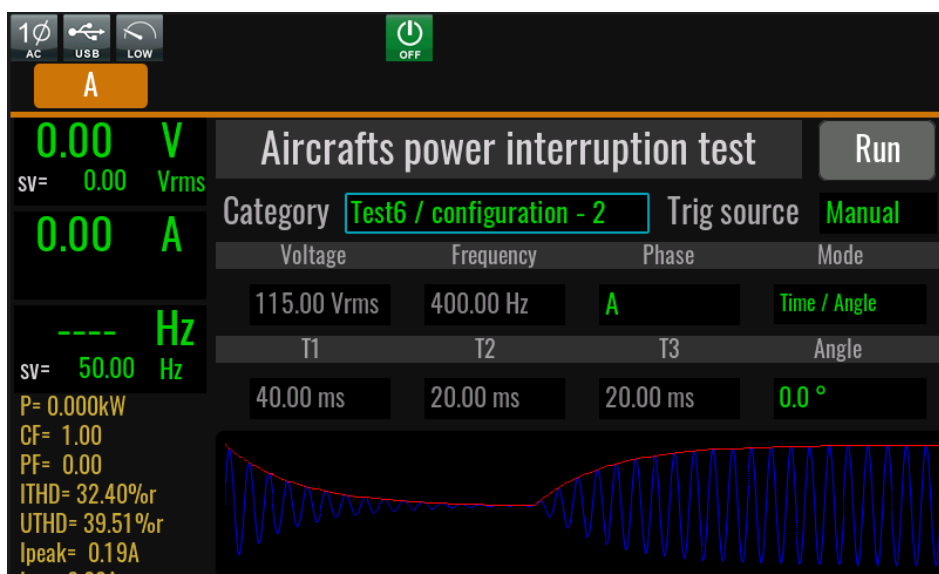 1Ø
AC
USB
LOW
OFF
A
0.00 V
sv= 0.00 Vrms
0.00 A
---- Hz
sv= 50.00 Hz
P= 0.000kW
CF= 1.00
PF= 0.00
ITHD= 32.40%r
UTHD= 39.51%r
Ipeak= 0.19A
Aircrafts power interruption test
Run
Category Test6 / configuration - 2 Trig source Manual
Voltage Frequency Phase Mode
115.00 Vrms 400.00 Hz A Time / Angle
T1 T2 T3 Angle
40.00 ms 20.00 ms 20.00 ms 0.0 °